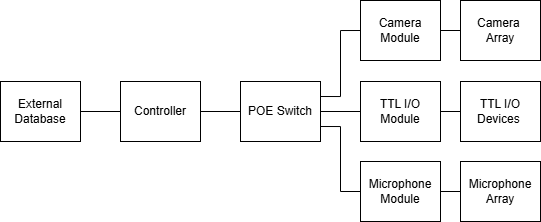 Camera
Module
Camera
Array
External
Database
Controller
POE Switch
TTL I/O
Module
TTL I/O
Devices
Microphone
Module
Microphone
Array